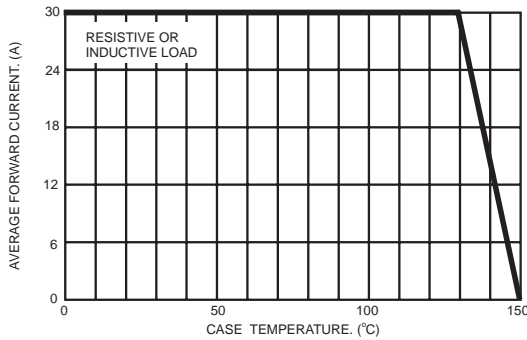 AVERAGE FORWARD CURRENT. (A)
30
24
18
12
6
0
RESISTIVE OR
INDUCTIVE LOAD
0 50 100 150
CASE TEMPERATURE. (°C)